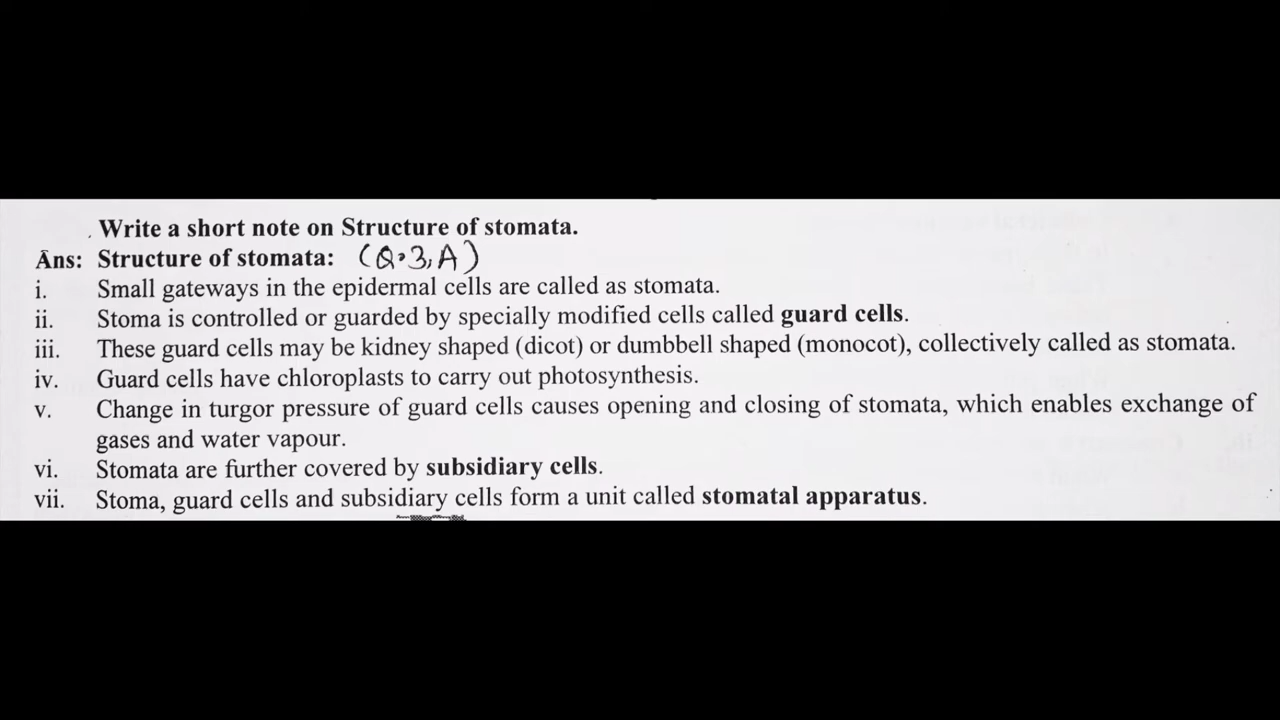 Write a short note on Structure of stomata.
Ans: Structure of stomata: (Q.3, A)
i. Small gateways in the epidermal cells are called as stomata.
ii. Stoma is controlled or guarded by specially modified cells called guard cells.
iii. These guard cells may be kidney shaped (dicot) or dumbbell shaped (monocot), collectively called as stomata.
iv. Guard cells have chloroplasts to carry out photosynthesis.
v. Change in turgor pressure of guard cells causes opening and closing of stomata, which enables exchange of
gases and water vapour.
vi. Stomata are further covered by subsidiary cells.
vii. Stoma, guard cells and subsidiary cells form a unit called stomatal apparatus.